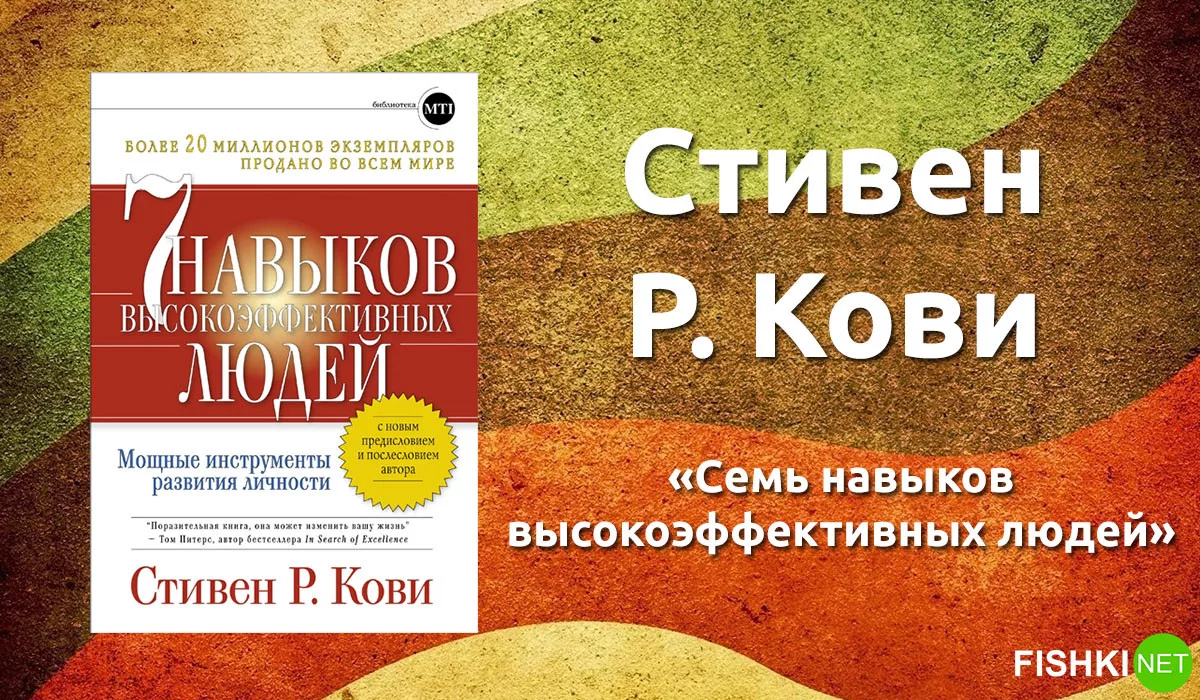 библиотека MTI
БОЛЕЕ 20 МИЛЛИОНОВ ЭКЗЕМПЛЯРОВ
ПРОДАНО ВО ВСЕМ МИРЕ
7 НАВЫКОВ
ВЫСОКОЭФФЕКТИВНЫХ
ЛЮДЕЙ
с новым
предисловием
и послесловием
автора
Мощные инструменты
развития личности
"Поразительная книга, она может изменить вашу жизнь"
– Том Питерс, автор бестселлера In Search of Excellence
Стивен Р. Кови
Стивен
Р. Кови
«Семь навыков
высокоэффективных людей»
FISHKI NET